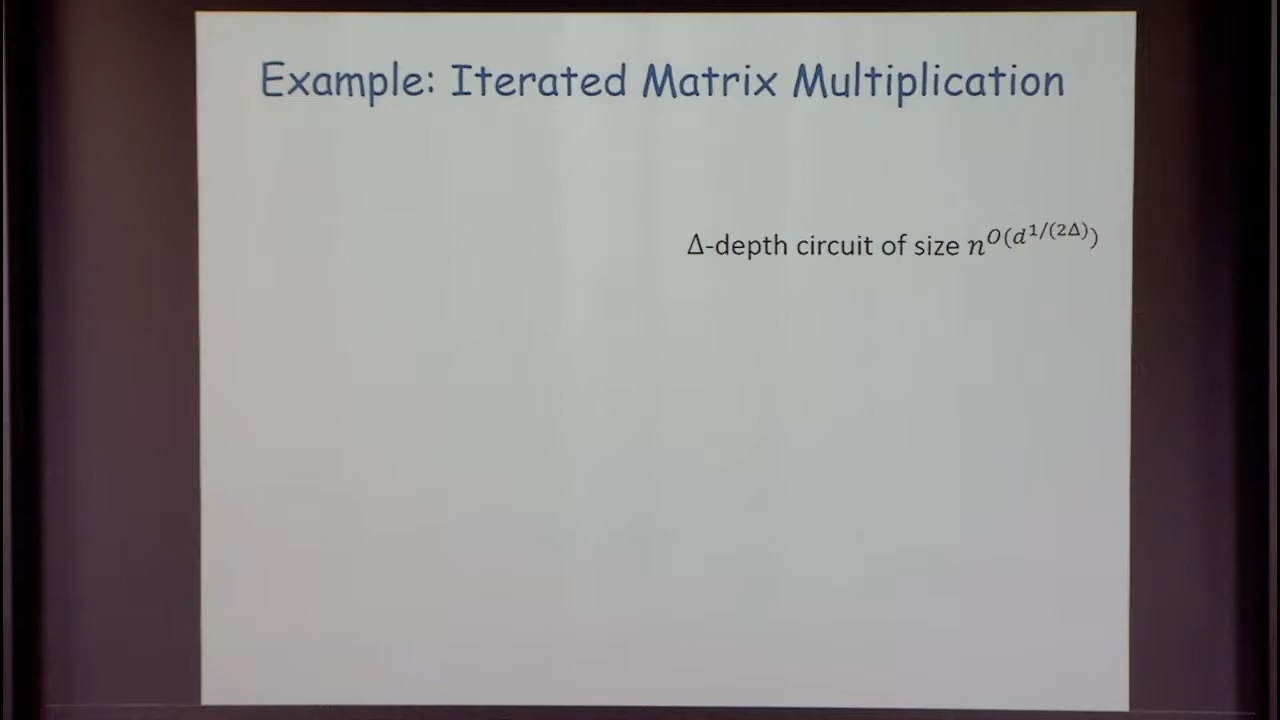 Example: Iterated Matrix Multiplication
Δ-depth circuit of size n^{O(d^{1/(2Δ)})}